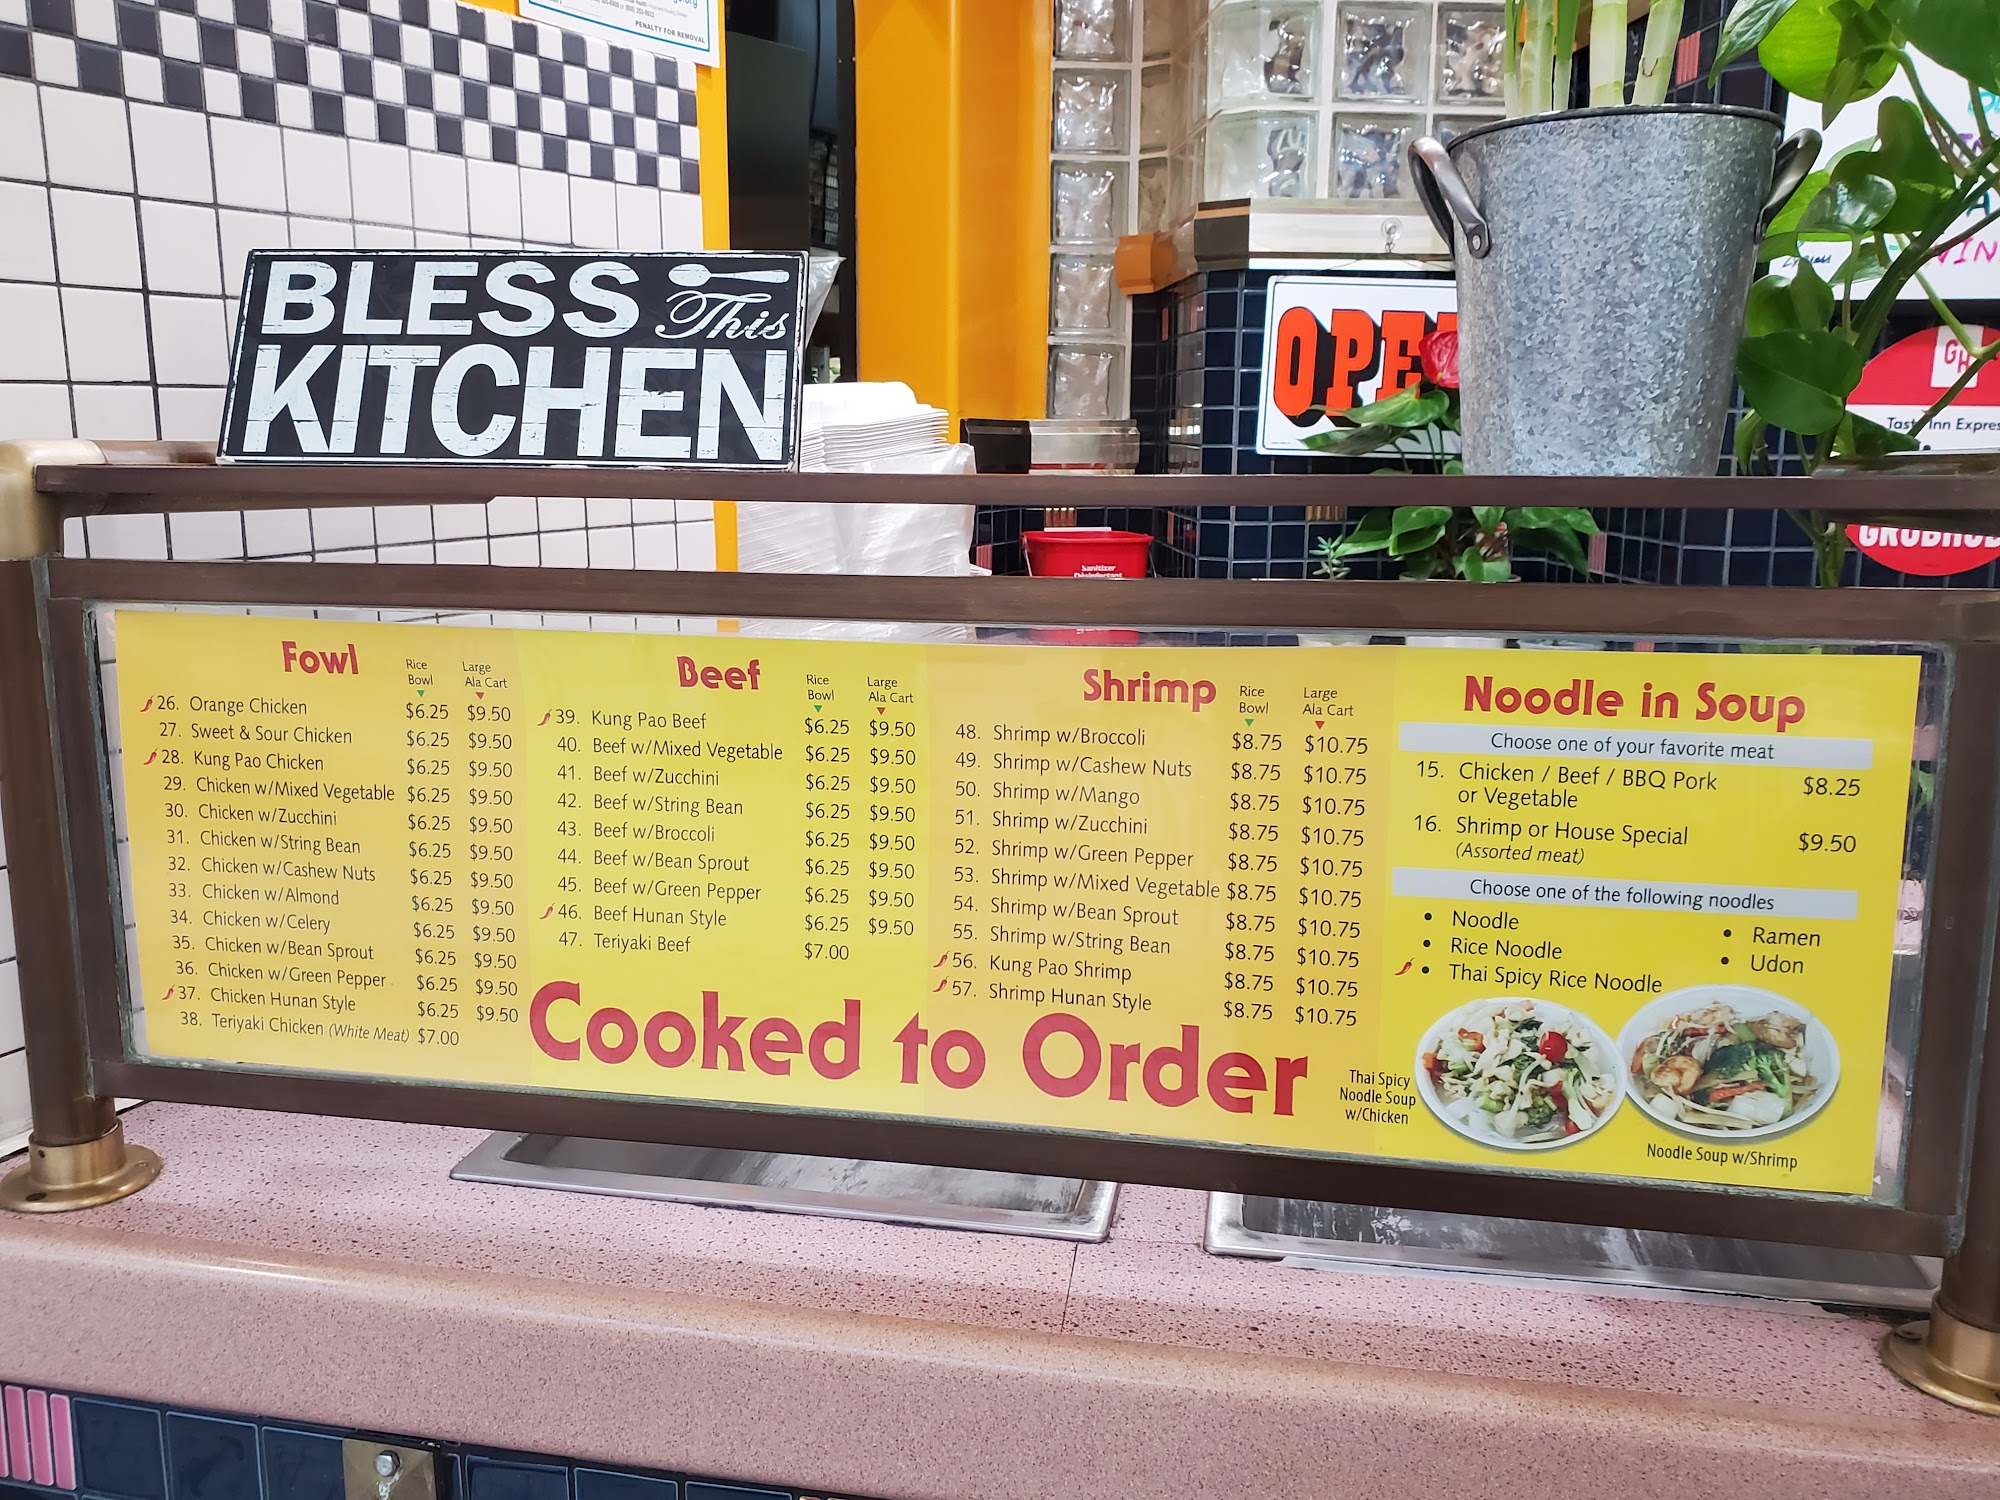 PENALTY FOR REMOVAL
BLESS This
KITCHEN
OPE
GH
Inn Expres
Sanitizer
Fowl
Rice Bowl
Large Ala Cart
26. Orange Chicken $6.25 $9.50
27. Sweet & Sour Chicken $6.25 $9.50
28. Kung Pao Chicken $6.25 $9.50
29. Chicken w/Mixed Vegetable $6.25 $9.50
30. Chicken w/Zucchini $6.25 $9.50
31. Chicken w/String Bean $6.25 $9.50
32. Chicken w/Cashew Nuts $6.25 $9.50
33. Chicken w/Almond $6.25 $9.50
34. Chicken w/Celery $6.25 $9.50
35. Chicken w/Bean Sprout $6.25 $9.50
36. Chicken w/Green Pepper $6.25 $9.50
37. Chicken Hunan Style $6.25 $9.50
38. Teriyaki Chicken (White Meat) $7.00
Beef
Rice Bowl
Large Ala Cart
39. Kung Pao Beef $6.25 $9.50
40. Beef w/Mixed Vegetable $6.25 $9.50
41. Beef w/Zucchini $6.25 $9.50
42. Beef w/String Bean $6.25 $9.50
43. Beef w/Broccoli $6.25 $9.50
44. Beef w/Bean Sprout $6.25 $9.50
45. Beef w/Green Pepper $6.25 $9.50
46. Beef Hunan Style $6.25 $9.50
47. Teriyaki Beef $7.00
Shrimp
Rice Bowl
Large Ala Cart
48. Shrimp w/Broccoli $8.75 $10.75
49. Shrimp w/Cashew Nuts $8.75 $10.75
50. Shrimp w/Mango $8.75 $10.75
51. Shrimp w/Zucchini $8.75 $10.75
52. Shrimp w/Green Pepper $8.75 $10.75
53. Shrimp w/Mixed Vegetable $8.75 $10.75
54. Shrimp w/Bean Sprout $8.75 $10.75
55. Shrimp w/String Bean $8.75 $10.75
56. Kung Pao Shrimp $8.75 $10.75
57. Shrimp Hunan Style $8.75 $10.75
Cooked to Order
Noodle in Soup
Choose one of your favorite meat
15. Chicken / Beef / BBQ Pork $8.25
or Vegetable
16. Shrimp or House Special $9.50
(Assorted meat)
Choose one of the following noodles
• Noodle
• Rice Noodle
• Thai Spicy Rice Noodle
• Ramen
• Udon
Thai Spicy
Noodle Soup
w/Chicken
Noodle Soup w/Shrimp